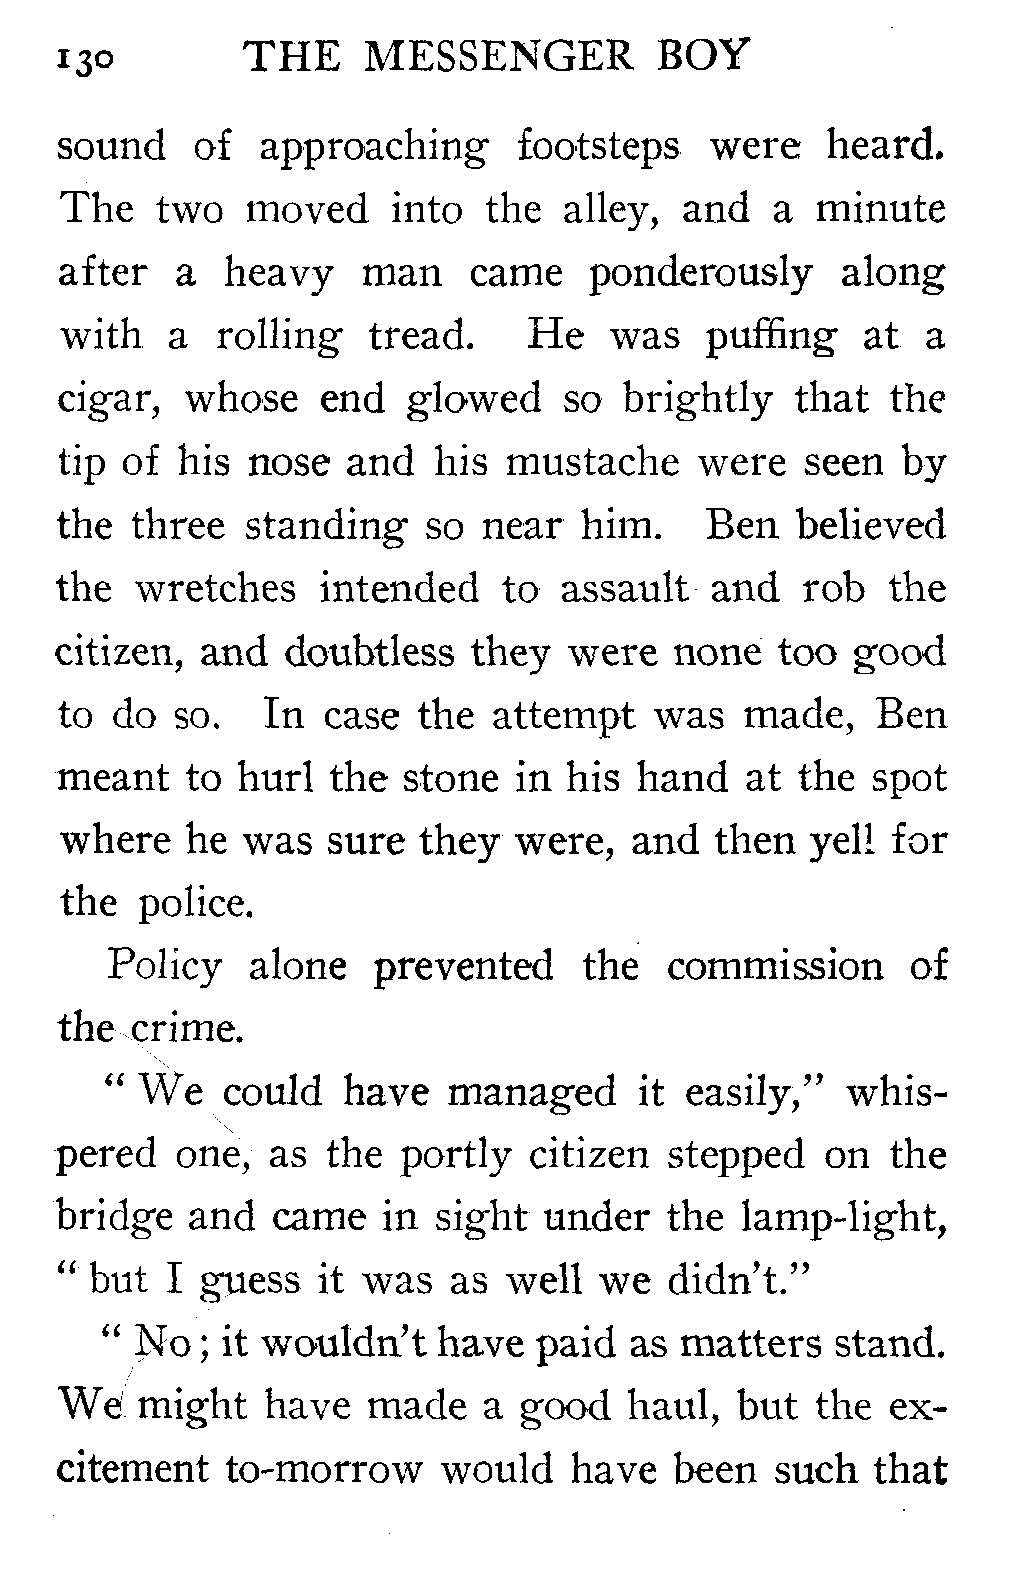 130 THE MESSENGER BOY
sound of approaching footsteps were heard.
The two moved into the alley, and a minute
after a heavy man came ponderously along
with a rolling tread. He was puffing at a
cigar, whose end glowed so brightly that the
tip of his nose and his mustache were seen by
the three standing so near him. Ben believed
the wretches intended to assault and rob the
citizen, and doubtless they were none too good
to do so. In case the attempt was made, Ben
meant to hurl the stone in his hand at the spot
where he was sure they were, and then yell for
the police.
Policy alone prevented the commission of
the crime.
“ We could have managed it easily,” whis-
pered one, as the portly citizen stepped on the
bridge and came in sight under the lamp-light,
“ but I guess it was as well we didn’t.”
“ No ; it wouldn’t have paid as matters stand.
We might have made a good haul, but the ex-
citement to-morrow would have been such that